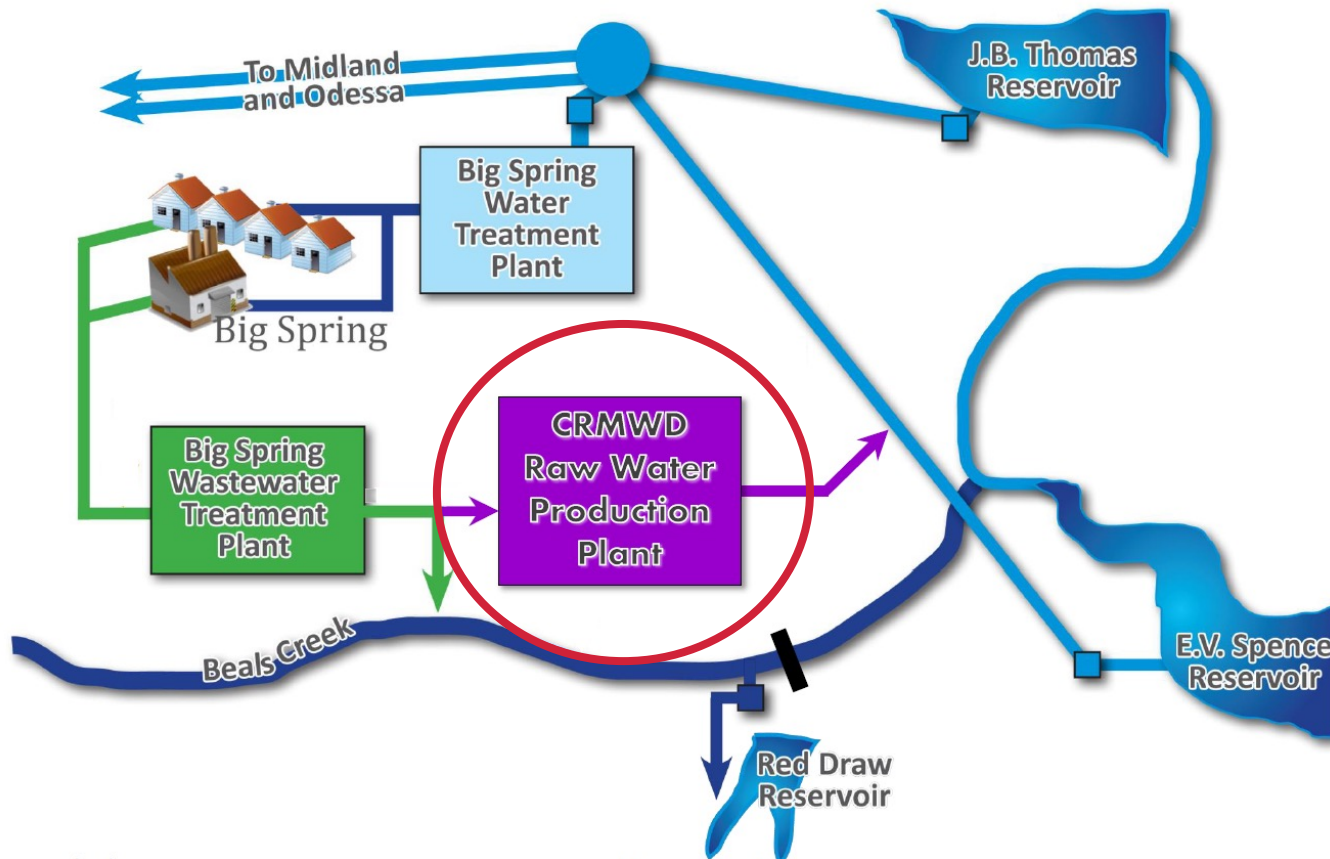 To Midland
and Odessa
J.B. Thomas
Reservoir
Big Spring
Water
Treatment
Plant
Big Spring
CRMWD
Raw Water
Production
Plant
Big Spring
Wastewater
Treatment
Plant
Beals Creek
E.V. Spence
Reservoir
Red Draw
Reservoir